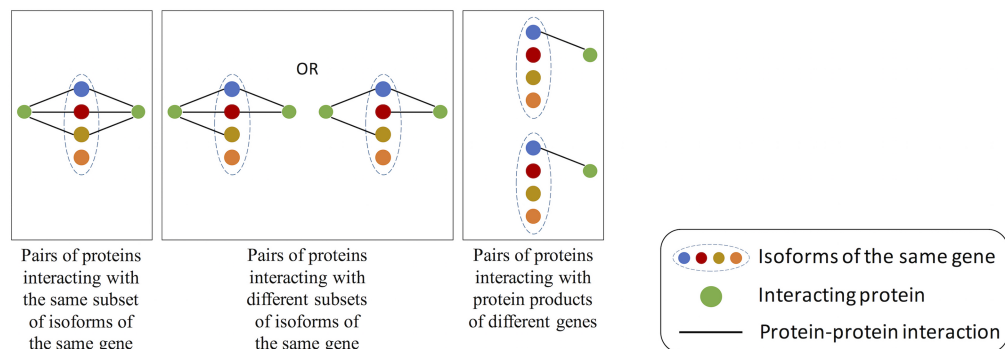 OR
Pairs of proteins
interacting with
the same subset
of isoforms of
the same gene
Pairs of proteins
interacting with
different subsets
of isoforms of
the same gene
Pairs of proteins
interacting with
protein products
of different genes
Isoforms of the same gene
Interacting protein
Protein-protein interaction